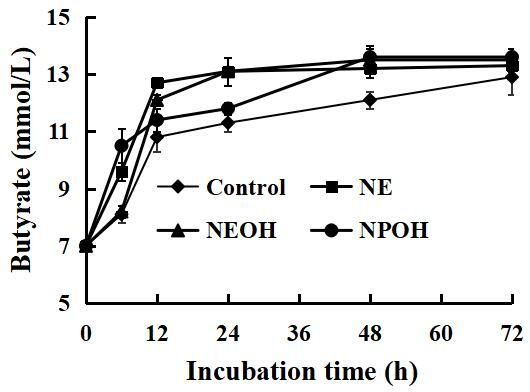 Butyrate (mmol/L)
15
13
11
9
7
5
Control
NE
NEOH
NPOH
0 12 24 36 48 60 72
Incubation time (h)